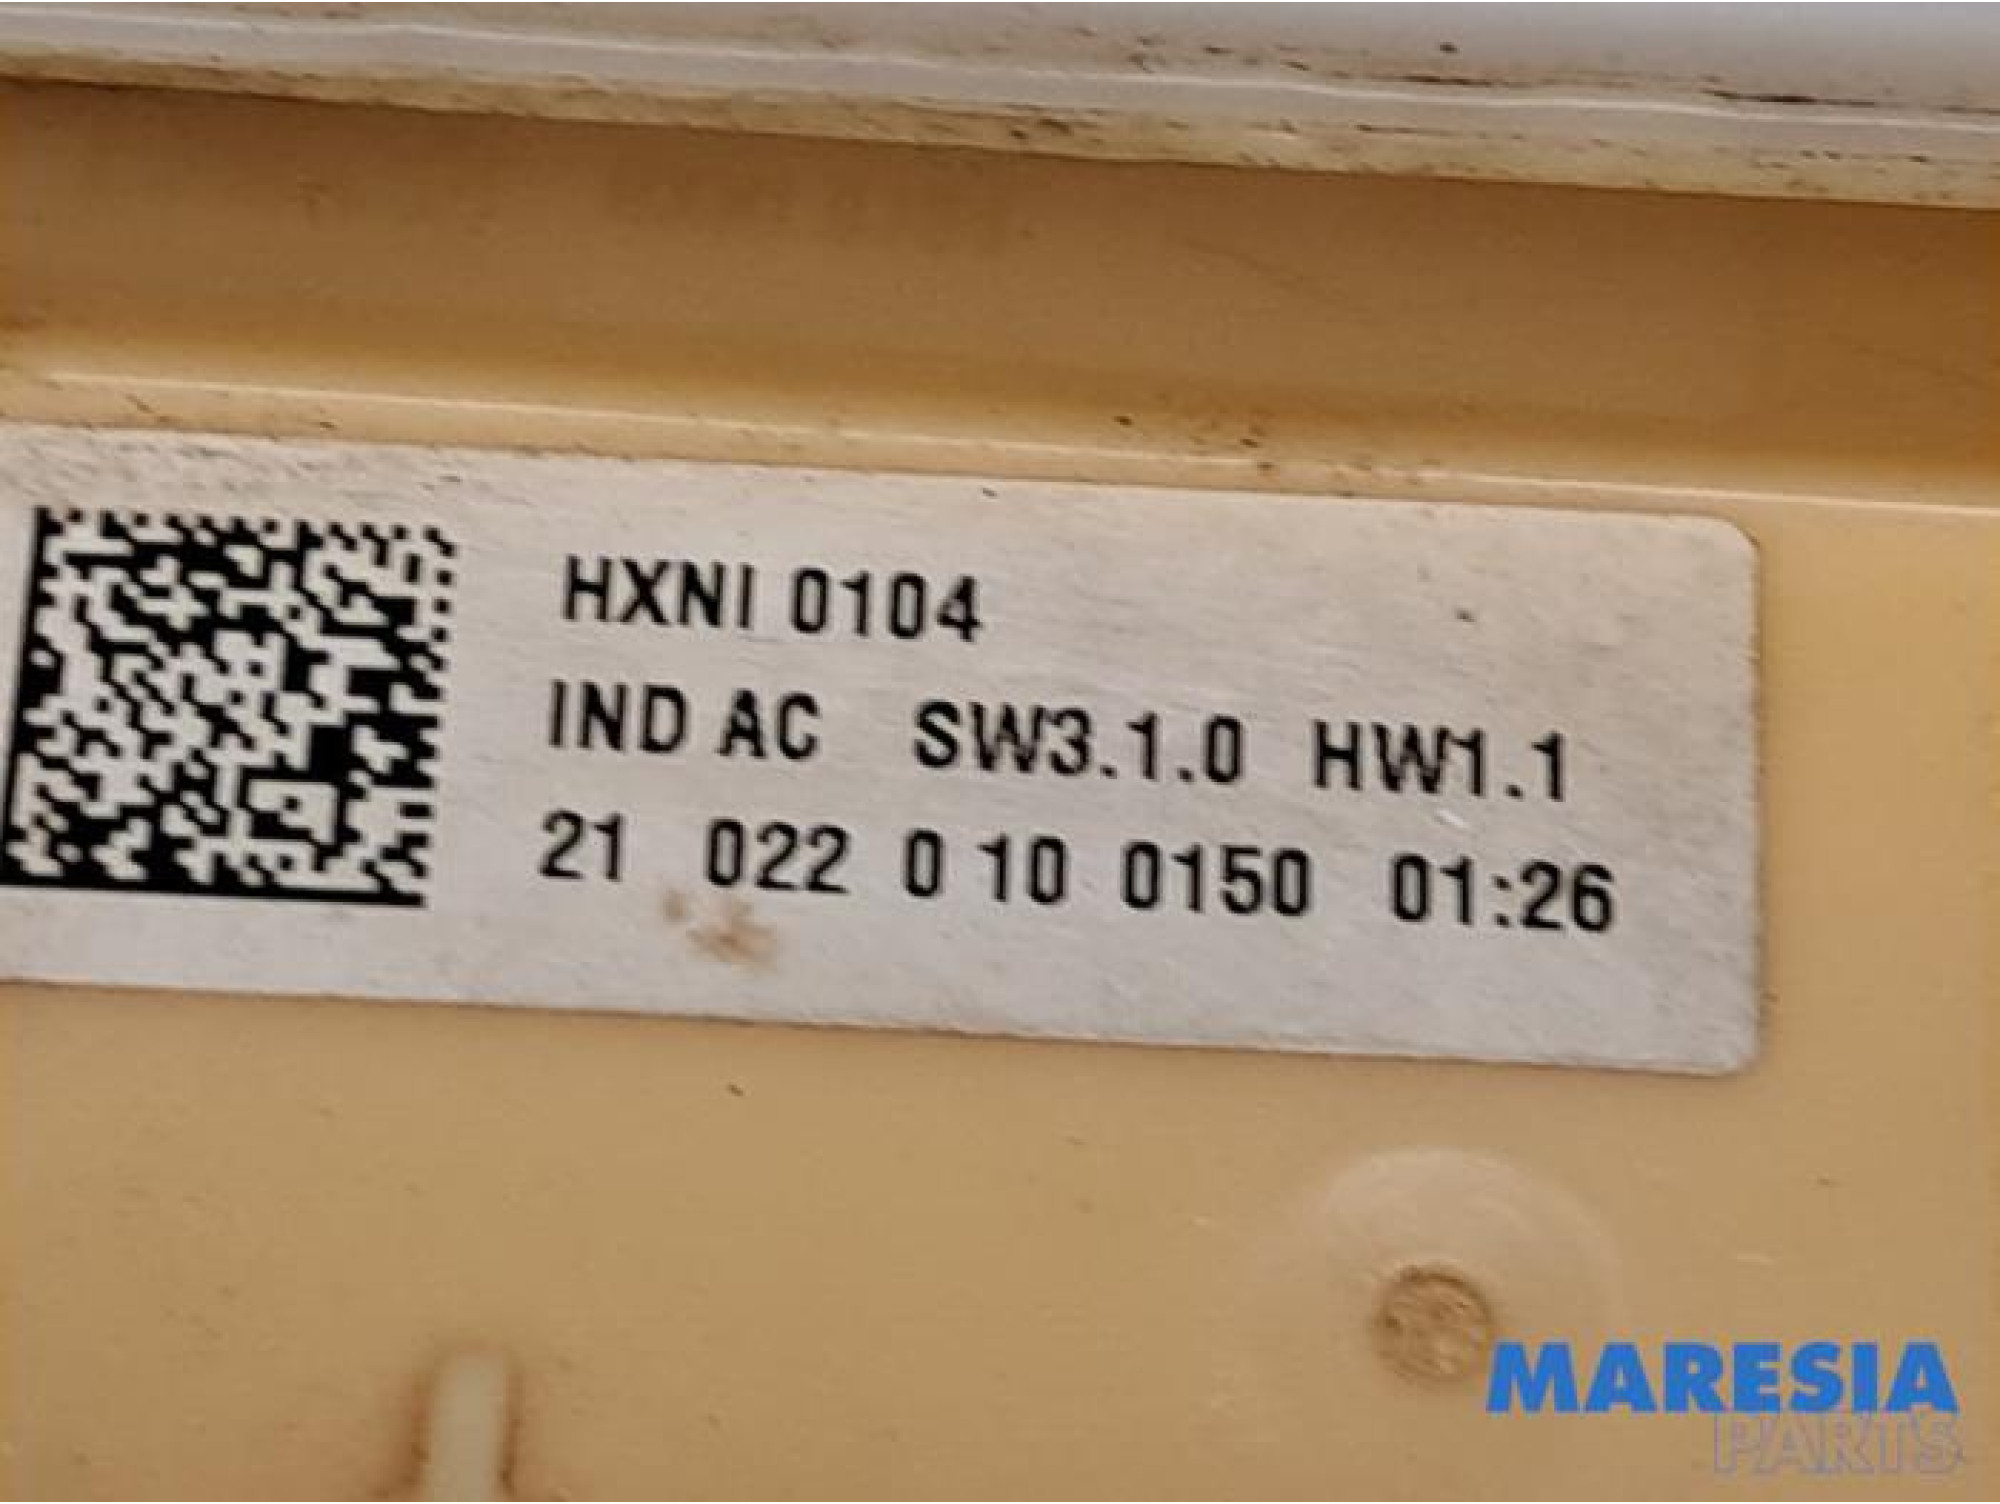 HXNI 0104
IND AC SW3.1.0 HW1.1
21 022 0 10 0150 01:26
MARESIA
PARTS